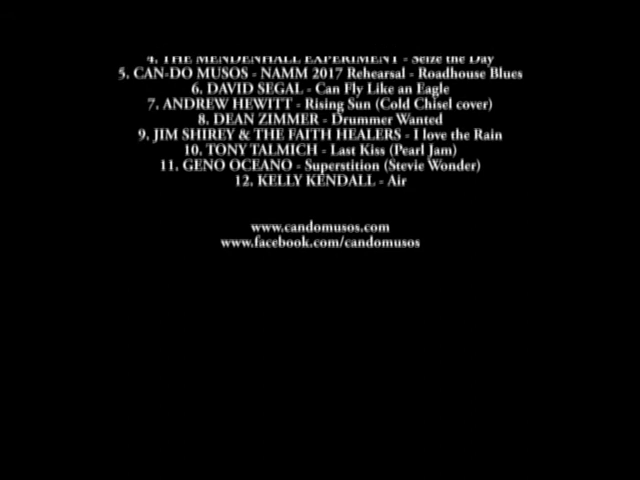 4. THE MENDENHALL EXPERIMENT - Seize the Day
5. CAN-DO MUSOS - NAMM 2017 Rehearsal - Roadhouse Blues
6. DAVID SEGAL - Can Fly Like an Eagle
7. ANDREW HEWITT - Rising Sun (Cold Chisel cover)
8. DEAN ZIMMER - Drummer Wanted
9. JIM SHIREY & THE FAITH HEALERS - I love the Rain
10. TONY TALMICH - Last Kiss (Pearl Jam)
11. GENO OCEANO - Superstition (Stevie Wonder)
12. KELLY KENDALL - Air
www.candomusos.com
www.facebook.com/candomusos